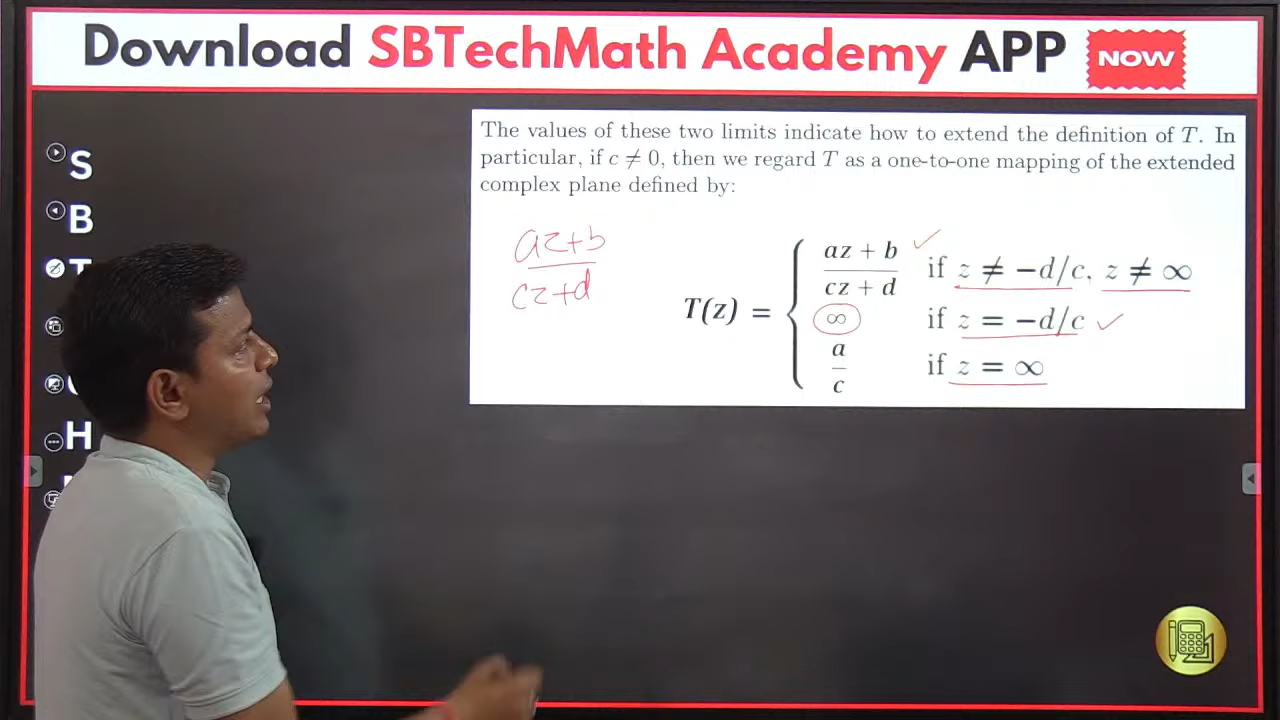 Download SBTechMath Academy APP NOW
S
B
T
H
The values of these two limits indicate how to extend the definition of T. In
particular, if c ≠ 0, then we regard T as a one-to-one mapping of the extended
complex plane defined by:
az+b
cz+d
T(z) =
az + b
cz + d
if z ≠ −d/c, z ≠ ∞
∞ if z = −d/c
a
c
if z = ∞